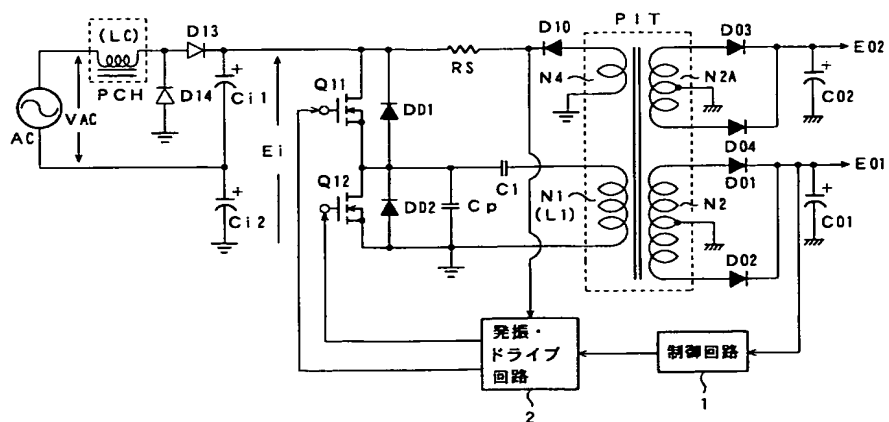 PIT
(LC)
D13
D10
D03
E02
RS
N4
N2A
PCH
D14
Ci1
Q11
DD1
C02
VAC
AC
Ei
D04
D01
E01
Q12
C1
N1
(L1)
N2
Ci2
DD2
Cp
C01
D02
発振・
ドライブ
回路
制御回路
2
1